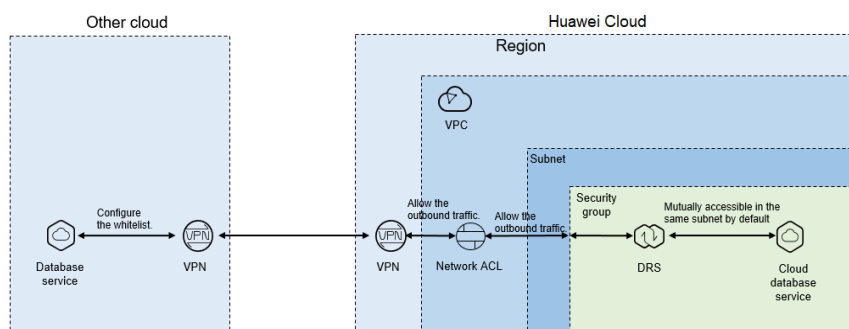 Other cloud
Huawei Cloud
Region
VPC
Subnet
Security
group
Configure
the whitelist.
Allow the
outbound traffic.
Allow the
outbound traffic.
Mutually accessible in the
same subnet by default
VPN
VPN
Database
service
VPN
VPN
Network ACL
DRS
Cloud
database
service